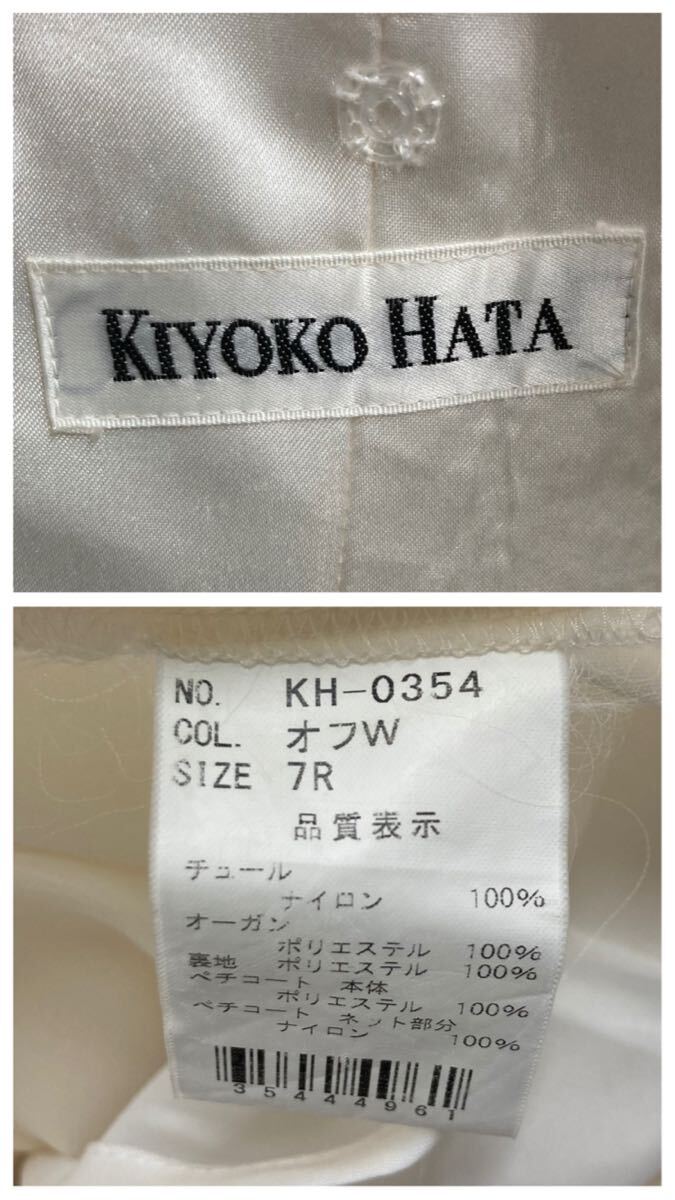 KIYOKO HATA
NO. KH-0354
COL. オフW
SIZE 7R
品質表示
チュール
ナイロン 100%
オーガン
ポリエステル 100%
裏地 ポリエステル 100%
ペチコート 本体
ポリエステル 100%
ペチコート ネット部分
ナイロン 100%
35444961